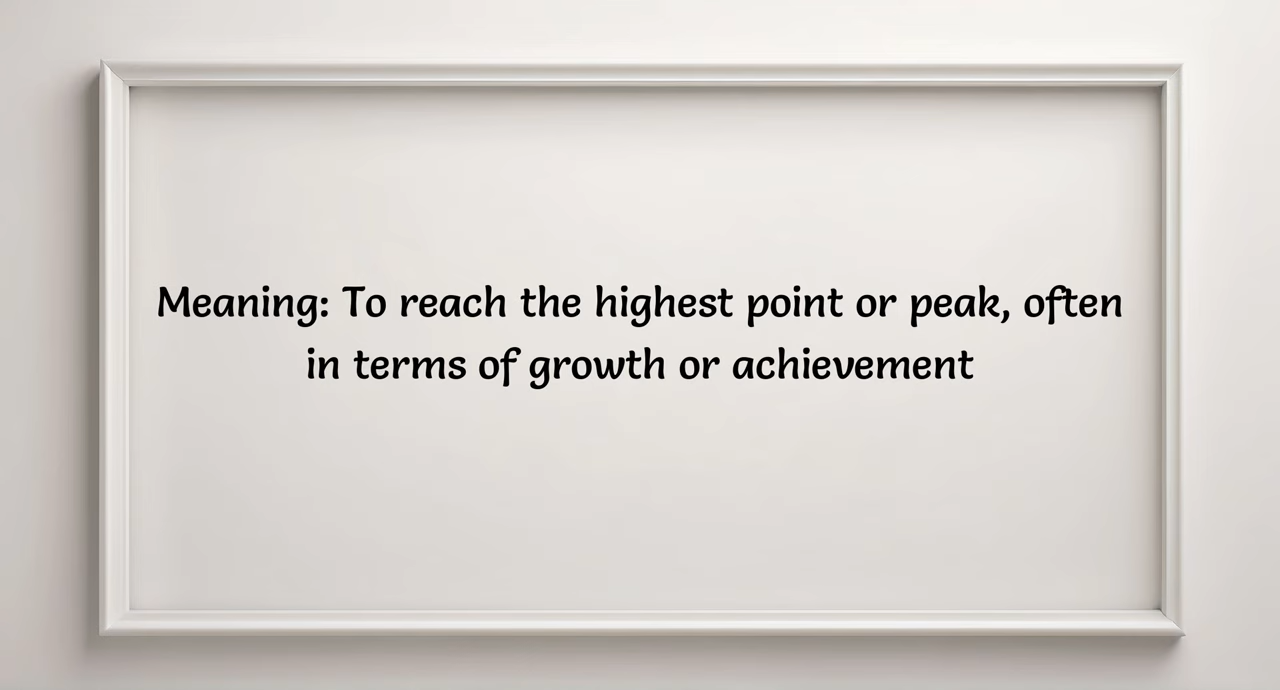 Meaning: To reach the highest point or peak, often
in terms of growth or achievement